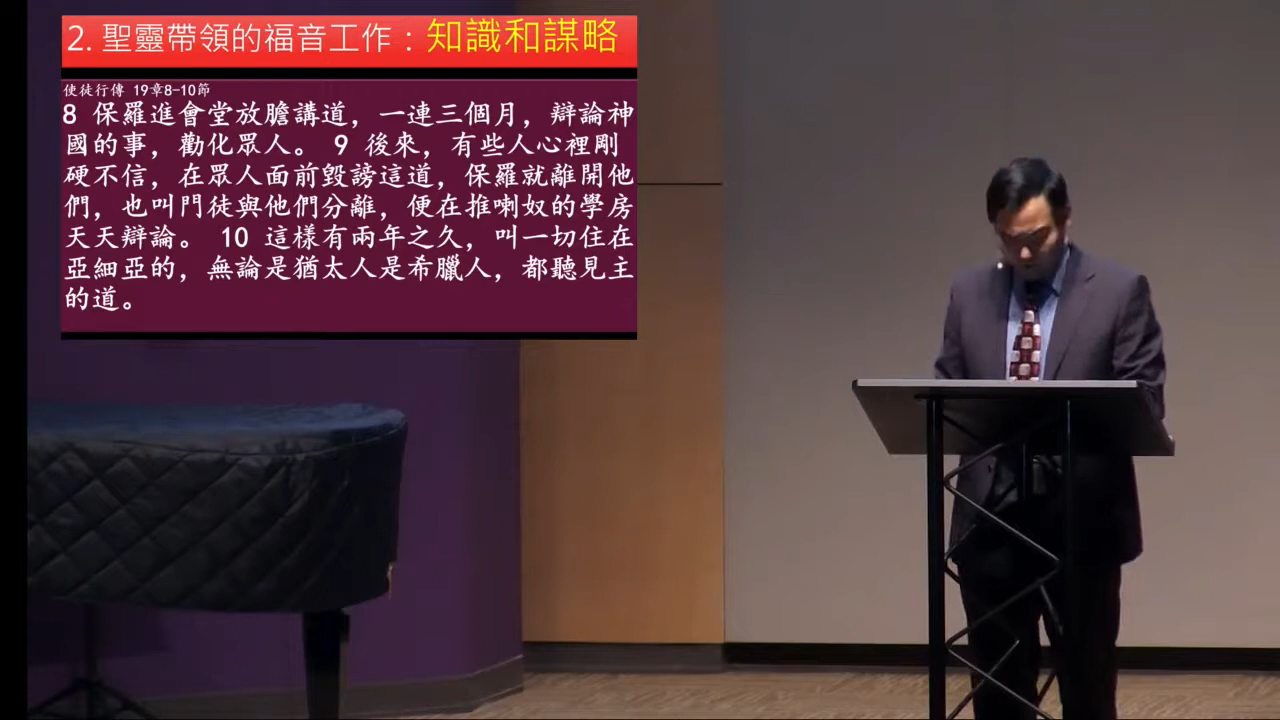 2. 聖靈帶領的福音工作：知識和謀略
使徒行傳 19章8-10節
8 保羅進會堂放膽講道，一連三個月，辯論神
國的事，勸化眾人。 9 後來，有些人心裡剛
硬不信，在眾人面前毀謗這道，保羅就離開他
們，也叫門徒與他們分離，便在推喇奴的學房
天天辯論。 10 這樣有兩年之久，叫一切住在
亞細亞的，無論是猶太人是希臘人，都聽見主
的道。